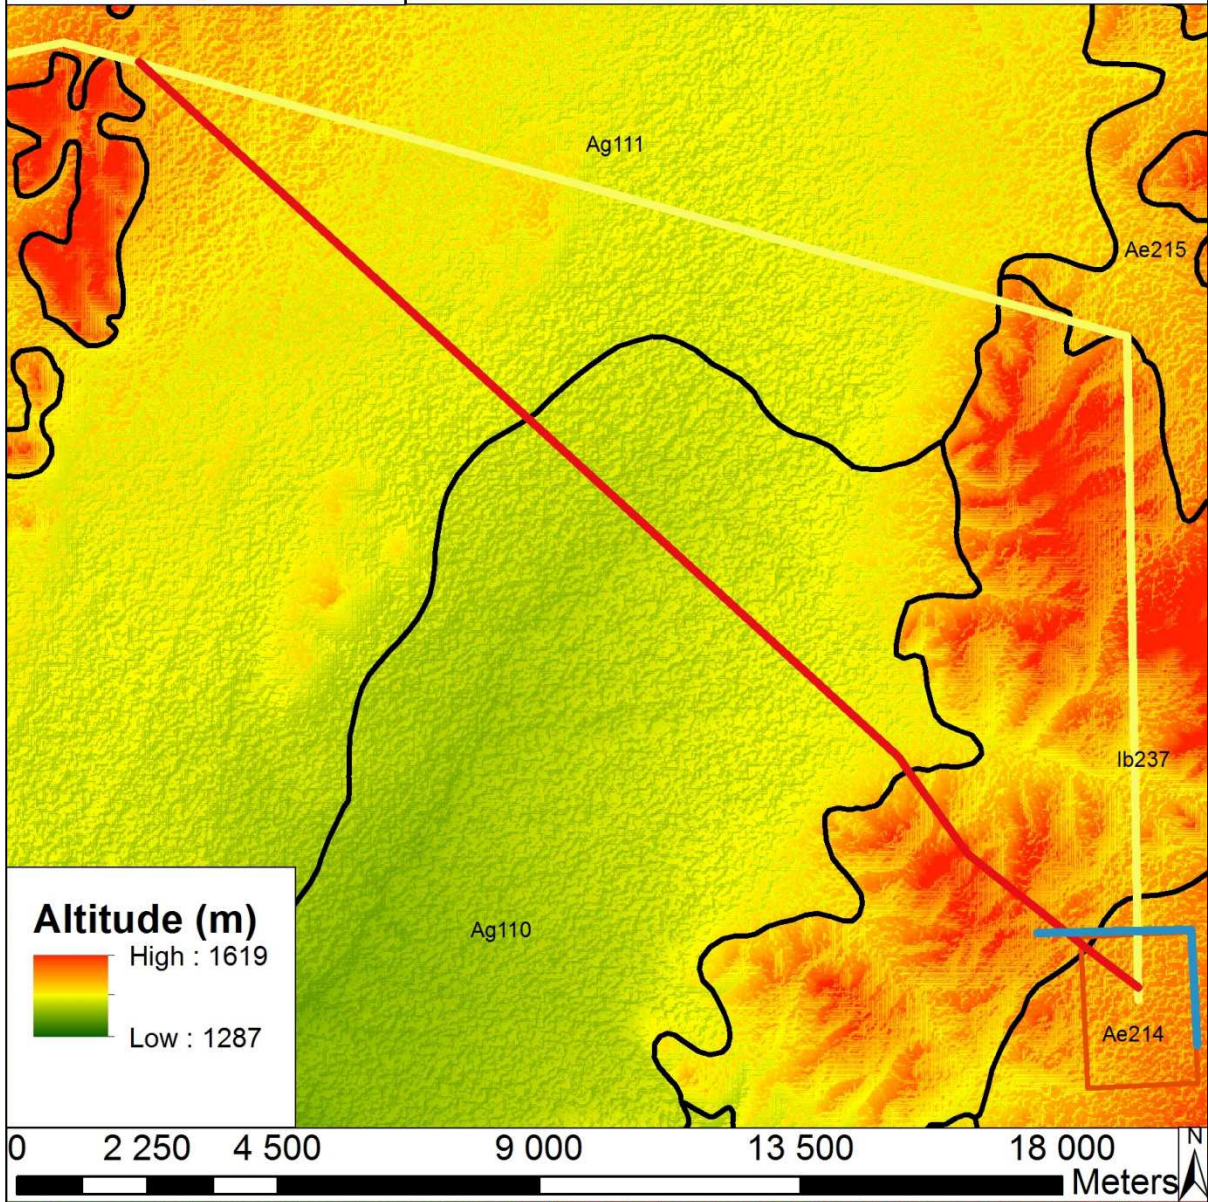 Ag111
Ae215
Ib237
Ag110
Ae214
Altitude (m)
High : 1619
Low : 1287
0 2 250 4 500 9 000 13 500 18 000
Meters
N